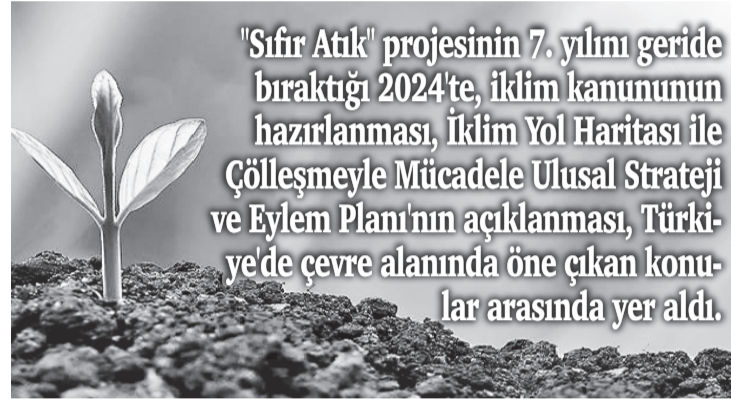 "Sıfır Atık" projesinin 7. yılını geride
bıraktığı 2024'te, iklim kanununun
hazırlanması, İklim Yol Haritası ile
Çölleşmeyle Mücadele Ulusal Strateji
ve Eylem Planı'nın açıklanması, Türki-
ye'de çevre alanında öne çıkan konu-
lar arasında yer aldı.